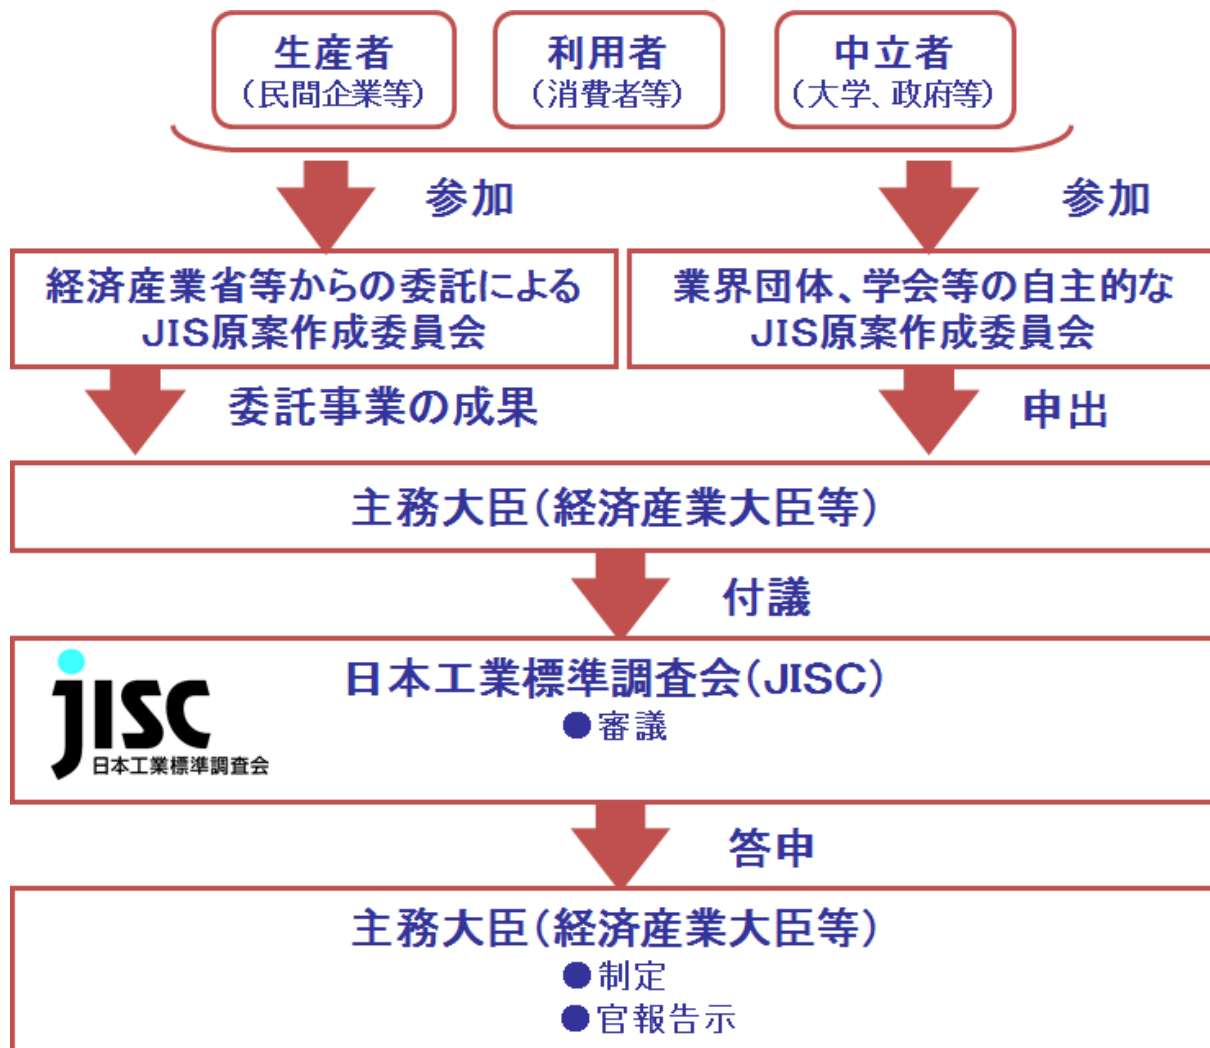 生産者
（民間企業等）
利用者
（消費者等）
中立者
（大学、政府等）
参加
参加
経済産業省等からの委託による
JIS原案作成委員会
業界団体、学会等の自主的な
JIS原案作成委員会
委託事業の成果
申出
主務大臣（経済産業大臣等）
付議
日本工業標準調査会（JISC）
●審議
JISC
日本工業標準調査会
答申
主務大臣（経済産業大臣等）
●制定
●官報告示